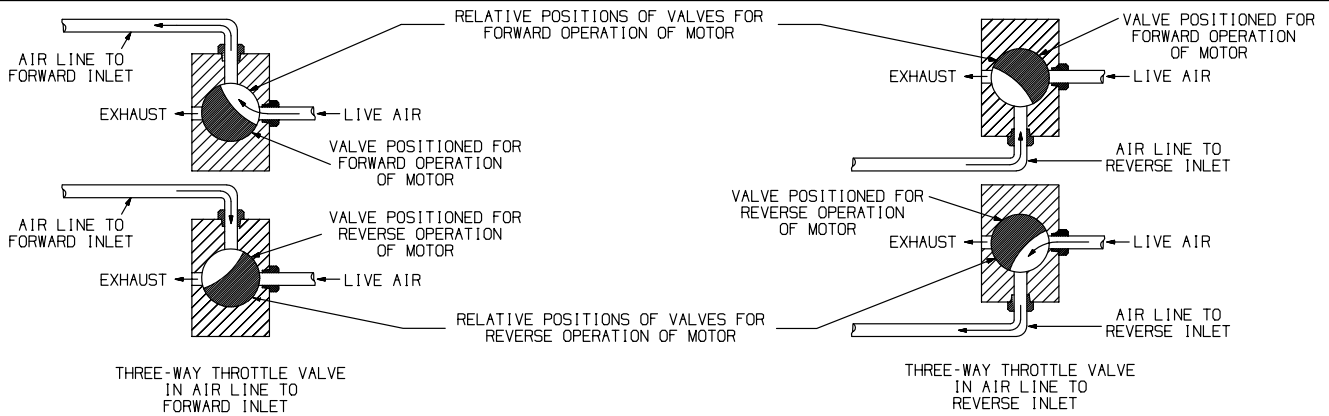 RELATIVE POSITIONS OF VALVES FOR
FORWARD OPERATION OF MOTOR
AIR LINE TO
FORWARD INLET
EXHAUST
LIVE AIR
VALVE POSITIONED FOR
FORWARD OPERATION
OF MOTOR
VALVE POSITIONED FOR
FORWARD OPERATION
OF MOTOR
EXHAUST
LIVE AIR
AIR LINE TO
REVERSE INLET
AIR LINE TO
FORWARD INLET
VALVE POSITIONED FOR
REVERSE OPERATION
OF MOTOR
EXHAUST
LIVE AIR
VALVE POSITIONED FOR
REVERSE OPERATION
OF MOTOR
EXHAUST
LIVE AIR
RELATIVE POSITIONS OF VALVES FOR
REVERSE OPERATION OF MOTOR
AIR LINE TO
REVERSE INLET
THREE-WAY THROTTLE VALVE
IN AIR LINE TO
FORWARD INLET
THREE-WAY THROTTLE VALVE
IN AIR LINE TO
REVERSE INLET